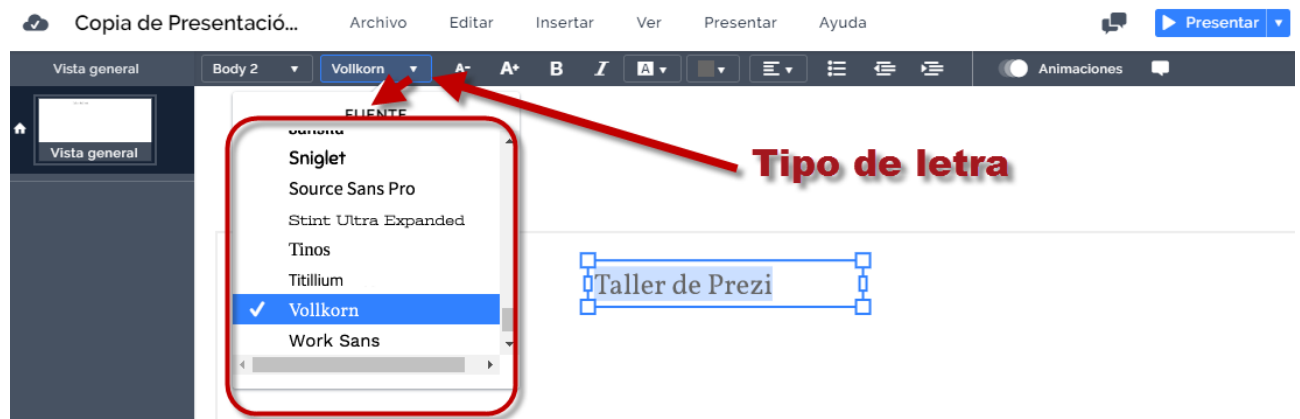 Copia de Presentació... Archivo Editar Insertar Ver Presentar Ayuda Presentar
Vista general Body 2 Vollkorn A- A+ B I A Animaciones
Vista general
FUENTE
Sniglet
Source Sans Pro
Stint Ultra Expanded
Tinos
Titillium
Vollkorn
Work Sans
Tipo de letra
Taller de Prezi